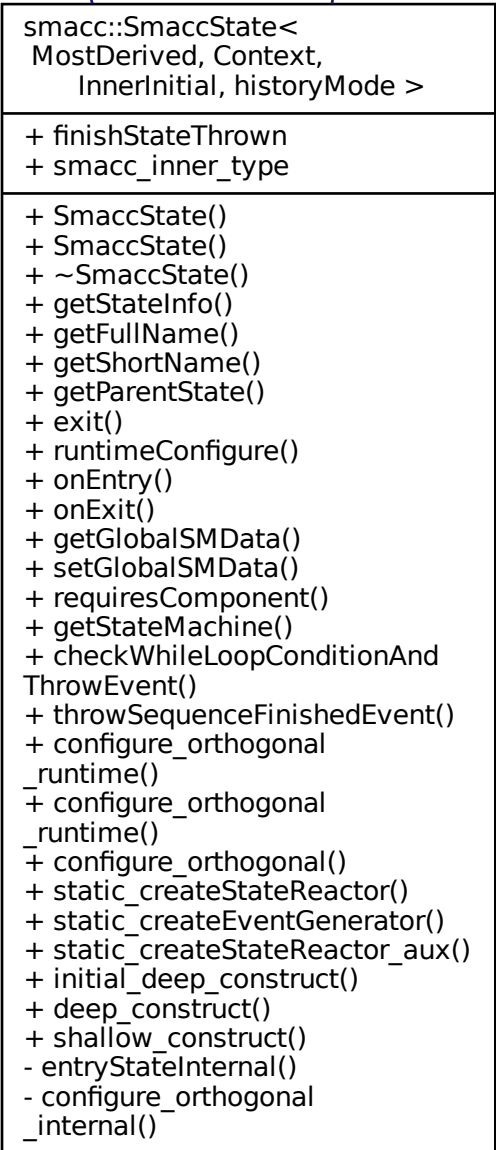 smacc::SmaccState<
MostDerived, Context,
InnerInitial, historyMode >
+ finishStateThrown
+ smacc_inner_type
+ SmaccState()
+ SmaccState()
+ ~SmaccState()
+ getStateInfo()
+ getFullName()
+ getShortName()
+ getParentState()
+ exit()
+ runtimeConfigure()
+ onEntry()
+ onExit()
+ getGlobalSMData()
+ setGlobalSMData()
+ requiresComponent()
+ getStateMachine()
+ checkWhileLoopConditionAnd
ThrowEvent()
+ throwSequenceFinishedEvent()
+ configure_orthogonal
_runtime()
+ configure_orthogonal
_runtime()
+ configure_orthogonal()
+ static_createStateReactor()
+ static_createEventGenerator()
+ static_createStateReactor_aux()
+ initial_deep_construct()
+ deep_construct()
+ shallow_construct()
- entryStateInternal()
- configure_orthogonal
_internal()